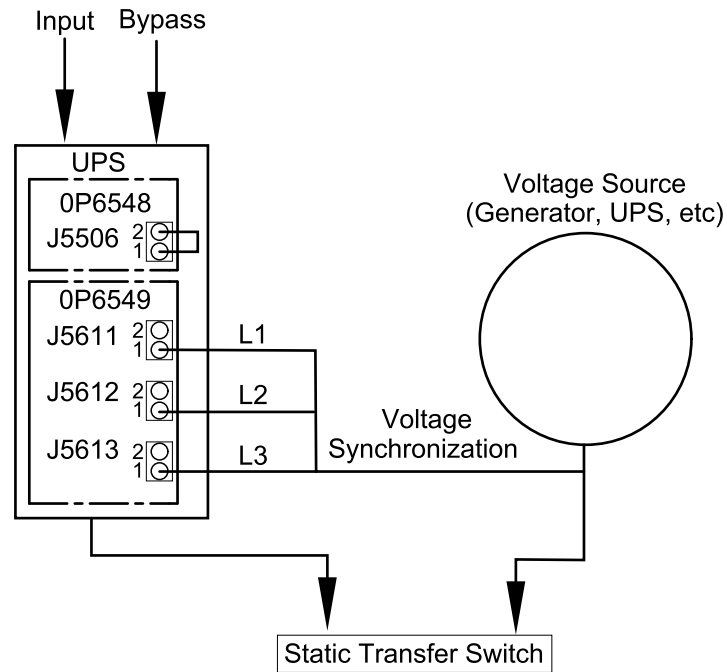 Input Bypass
UPS
0P6548
J5506 2
1
0P6549
J5611 2
1
L1
J5612 2
1
L2
J5613 2
1
L3
Voltage
Synchronization
Voltage Source
(Generator, UPS, etc)
Static Transfer Switch